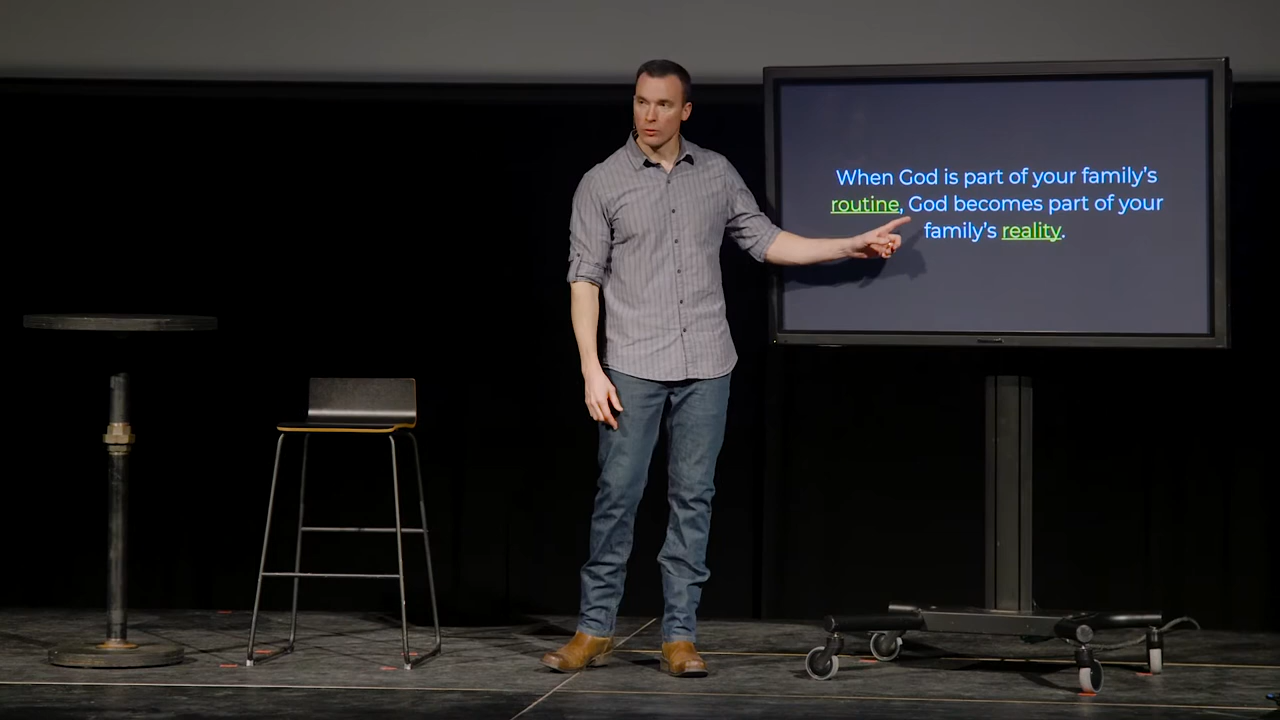 When God is part of your family's
routine, God becomes part of your
family's reality.